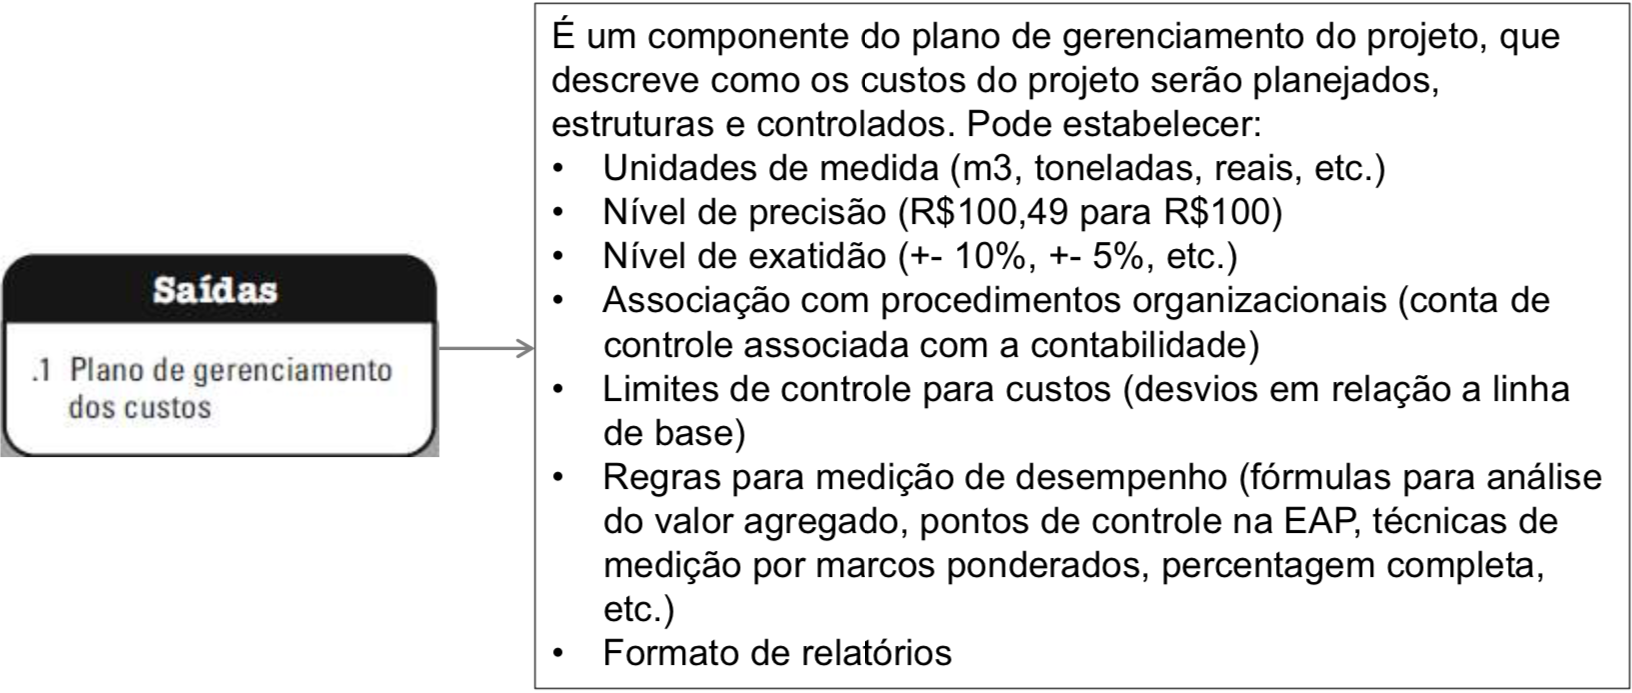 Saídas
.1 Plano de gerenciamento
dos custos
É um componente do plano de gerenciamento do projeto, que
descreve como os custos do projeto serão planejados,
estruturas e controlados. Pode estabelecer:
• Unidades de medida (m3, toneladas, reais, etc.)
• Nível de precisão (R$100,49 para R$100)
• Nível de exatidão (+- 10%, +- 5%, etc.)
• Associação com procedimentos organizacionais (conta de
controle associada com a contabilidade)
• Limites de controle para custos (desvios em relação a linha
de base)
• Regras para medição de desempenho (fórmulas para análise
do valor agregado, pontos de controle na EAP, técnicas de
medição por marcos ponderados, percentagem completa,
etc.)
• Formato de relatórios